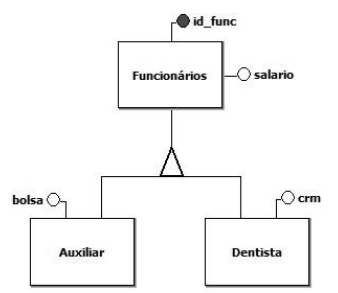 id_func
Funcionários
salario
bolsa
crm
Auxiliar
Dentista